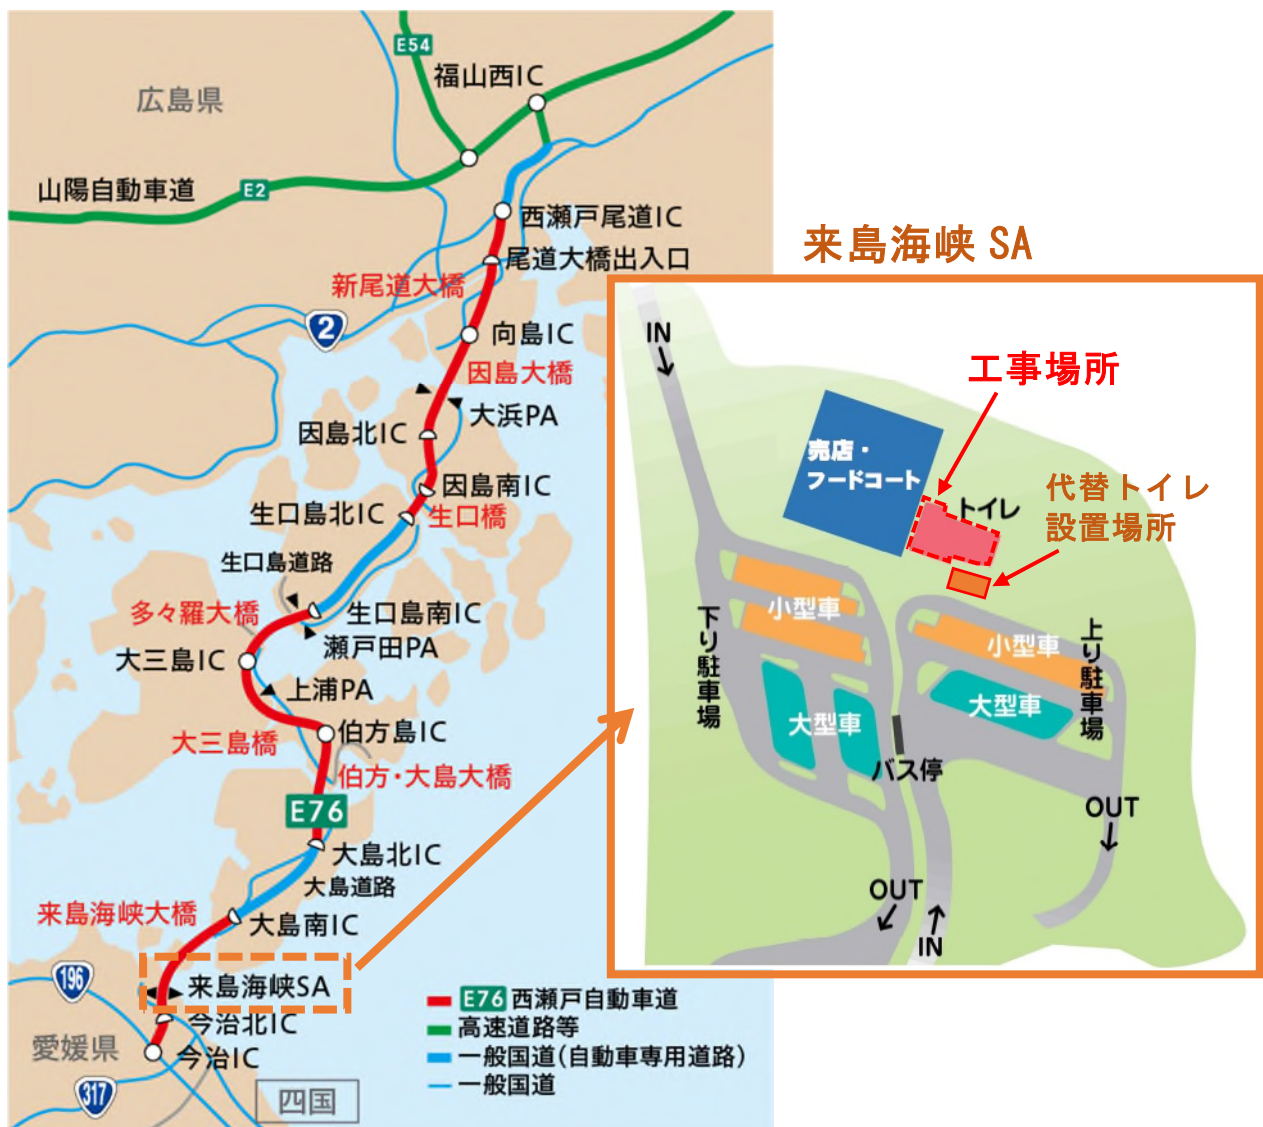 E54
福山西IC
広島県
山陽自動車道
E2
西瀬戸尾道IC
尾道大橋出入口
新尾道大橋
2
向島IC
因島大橋
大浜PA
因島北IC
因島南IC
生口島北IC
生口橋
生口島道路
多々羅大橋
生口島南IC
瀬戸田PA
大三島IC
上浦PA
伯方島IC
大三島橋
伯方・大島大橋
E76
大島北IC
大島道路
来島海峡大橋
大島南IC
196
来島海峡SA
今治北IC
愛媛県
今治IC
317
四国
E76 西瀬戸自動車道
高速道路等
一般国道(自動車専用道路)
一般国道
来島海峡 SA
IN
工事場所
売店・
フードコート
トイレ
代替トイレ
設置場所
小型車
下り駐車場
大型車
小型車
上り駐車場
大型車
バス停
OUT
OUT
IN